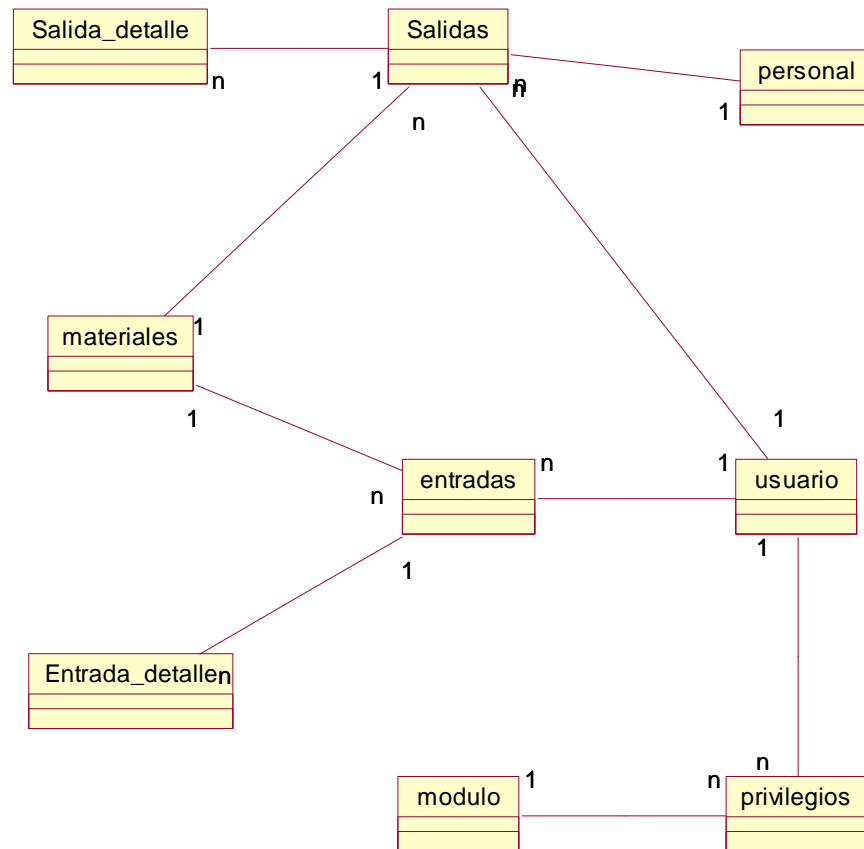 Salida_detalle
Salidas
personal
n
1
n
n
1
n
materiales
1
1
1
entradas
n
1
usuario
n
1
1
Entrada_detalle
n
modulo
1
n
n
privilegios